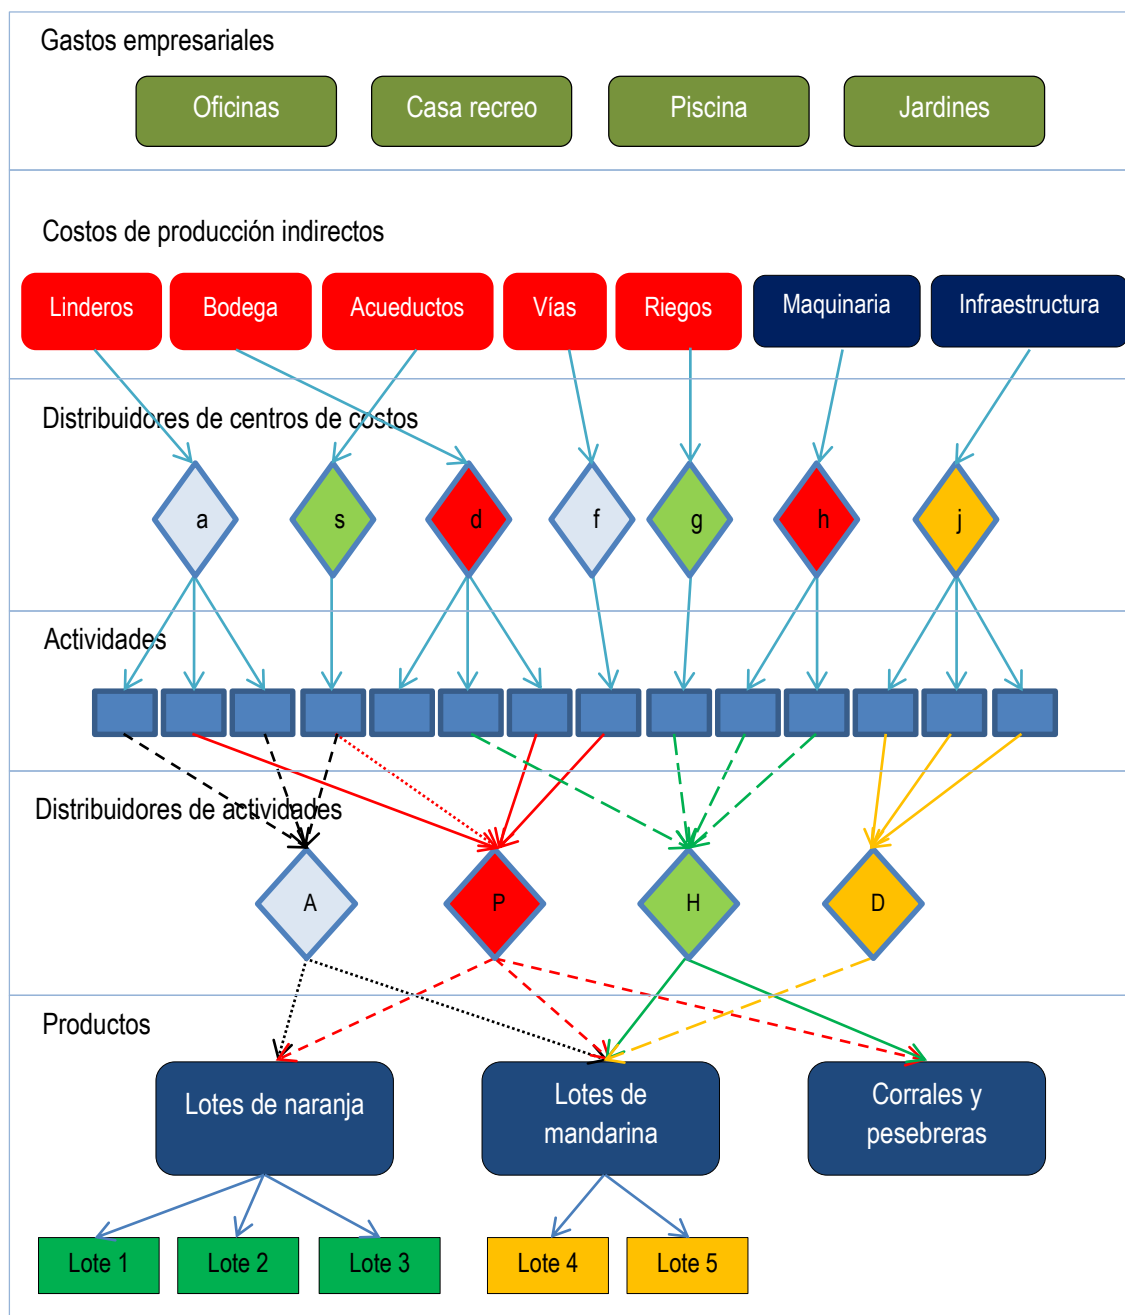 Gastos empresariales
Oficinas
Casa recreo
Piscina
Jardines
Costos de producción indirectos
Linderos
Bodega
Acueductos
Vías
Riegos
Maquinaria
Infraestructura
Distribuidores de centros de costos
a
s
d
f
g
h
j
Actividades
Distribuidores de actividades
A
P
H
D
Productos
Lotes de naranja
Lotes de
mandarina
Corrales y
pesebreras
Lote 1
Lote 2
Lote 3
Lote 4
Lote 5